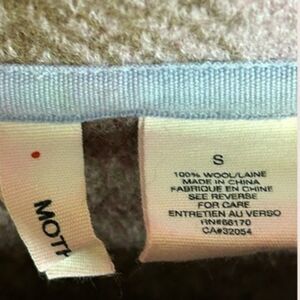 S
100% WOOL/LAINE
MADE IN CHINA
FABRIQUE EN CHINE
SEE REVERSE
FOR CARE
ENTRETIEN AU VERSO
RN#66170
CA#32054
MOTH